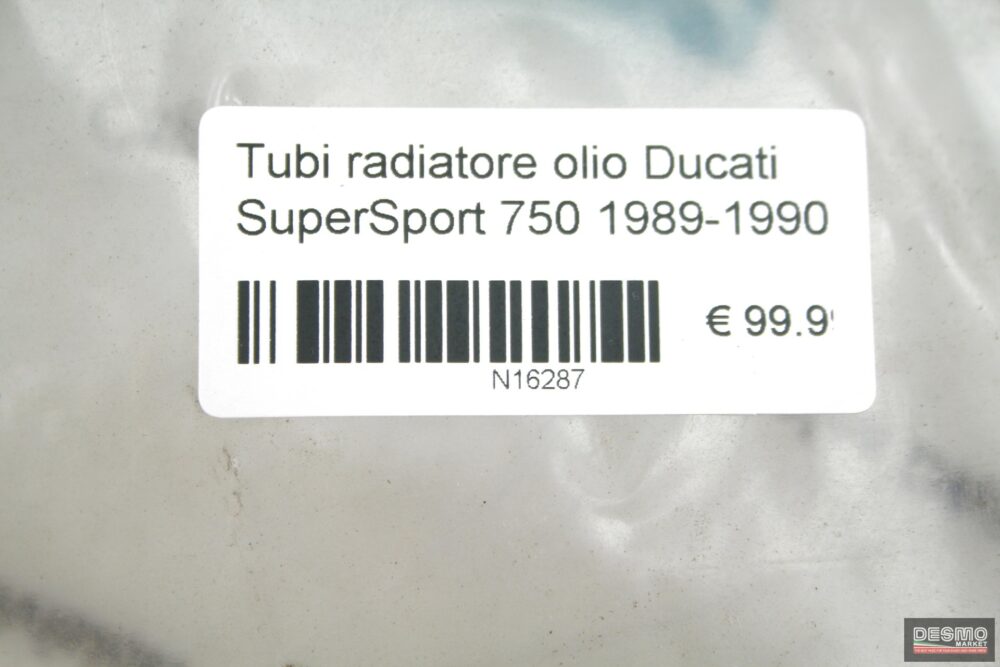 Tubi radiatore olio Ducati
SuperSport 750 1989-1990
€ 99.9
N16287
DESMO
MARKET